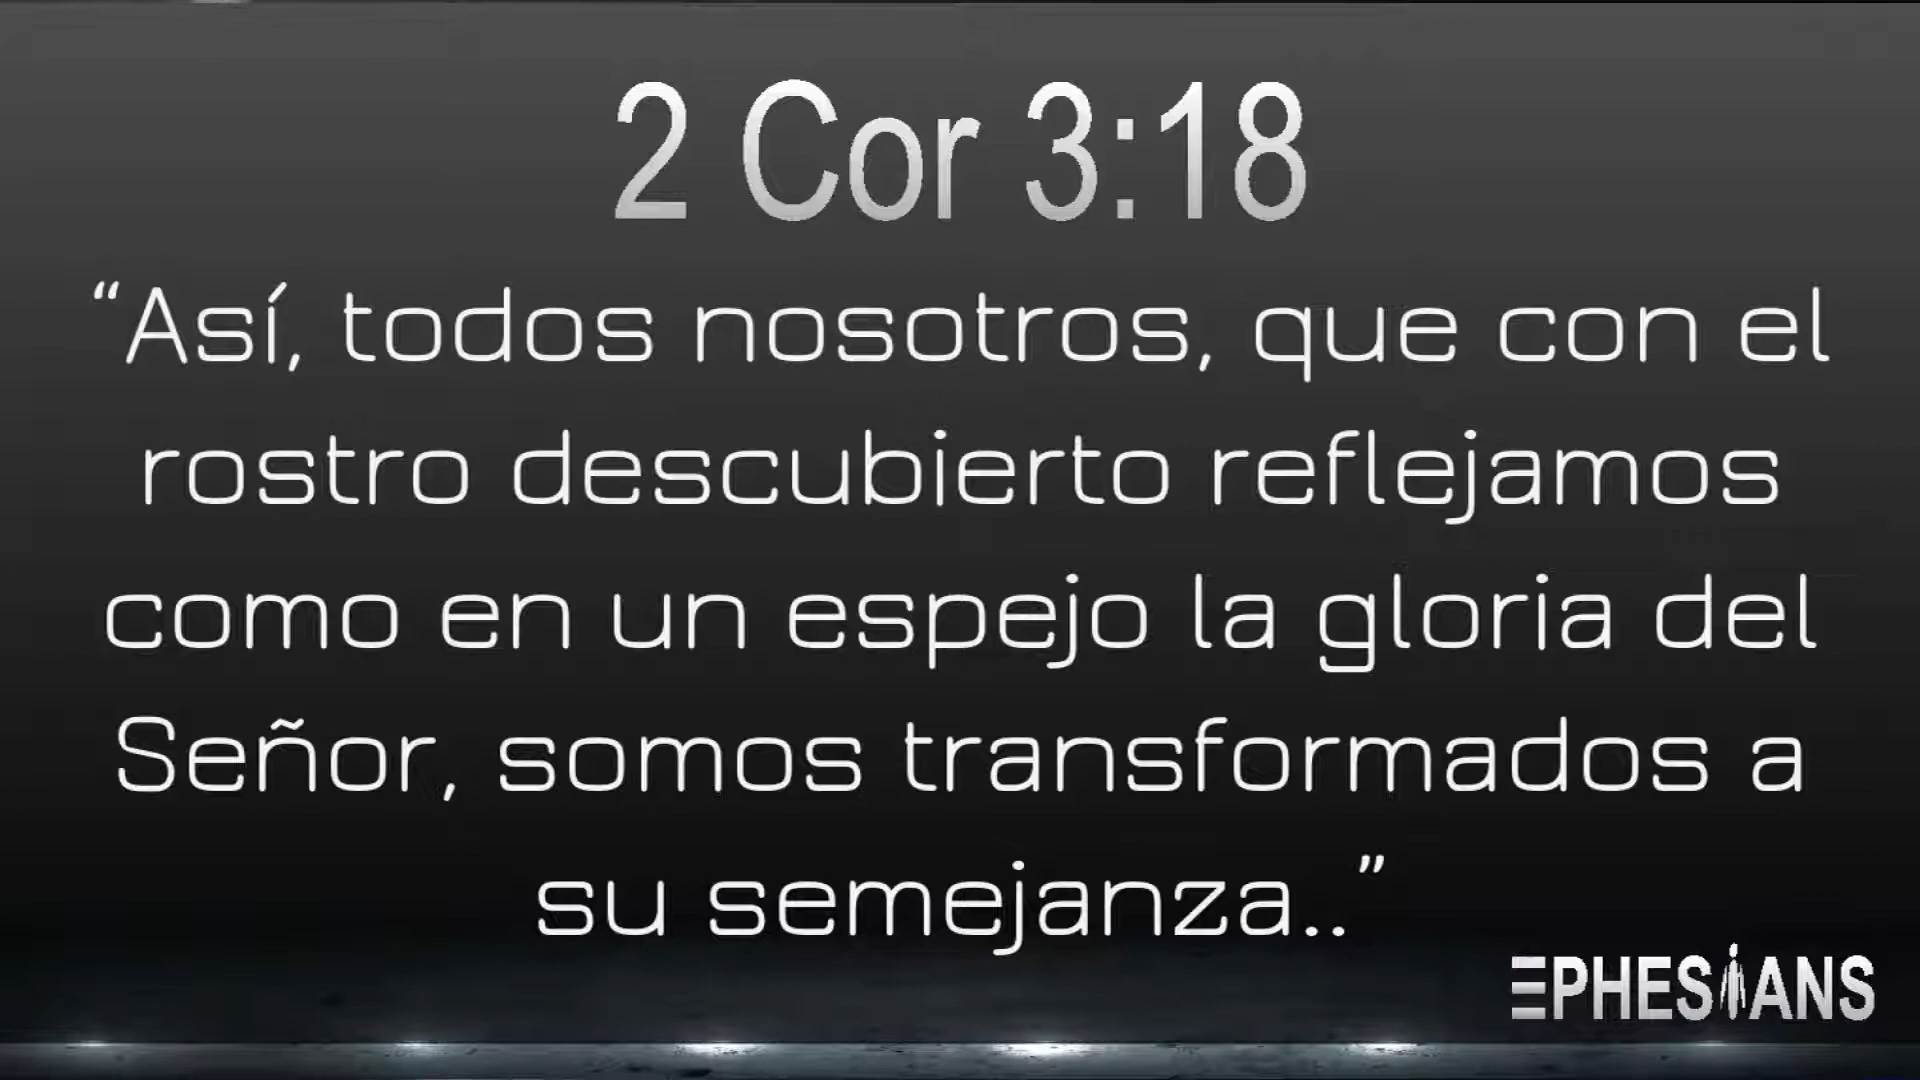 2 Cor 3:18
“Así, todos nosotros, que con el
rostro descubierto reflejamos
como en un espejo la gloria del
Señor, somos transformados a
su semejanza..”
EPHESIANS